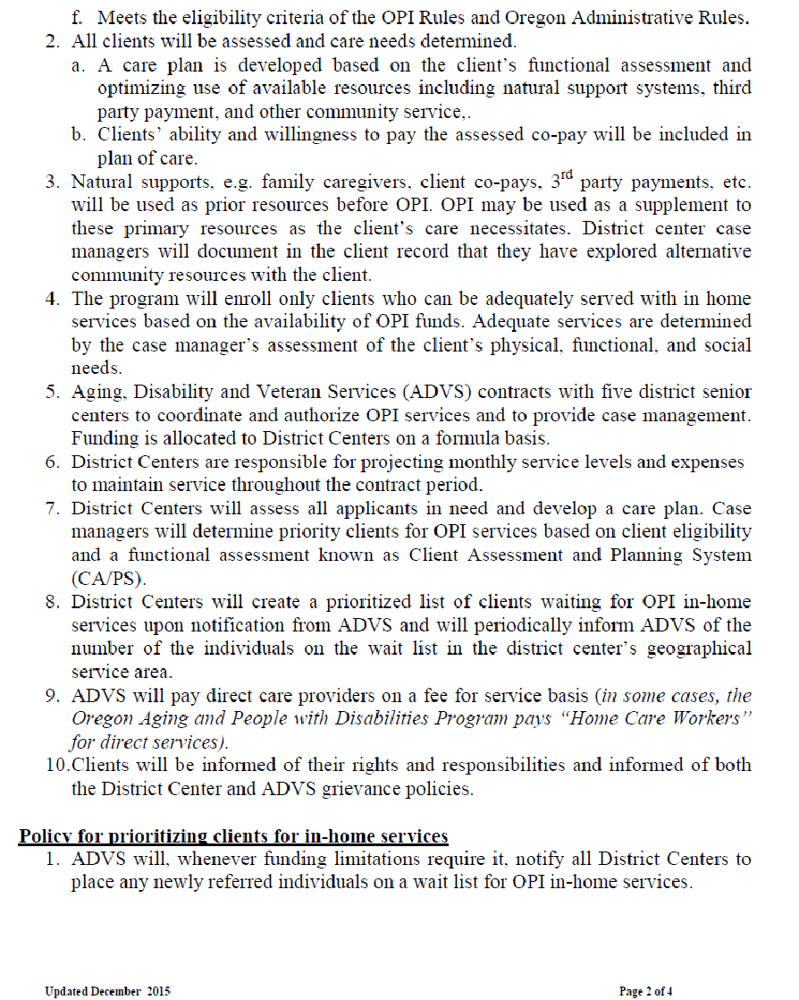 f. Meets the eligibility criteria of the OPI Rules and Oregon Administrative Rules.
2. All clients will be assessed and care needs determined.
a. A care plan is developed based on the client's functional assessment and
optimizing use of available resources including natural support systems, third
party payment, and other community service,.
b. Clients' ability and willingness to pay the assessed co-pay will be included in
plan of care.
3. Natural supports, e.g. family caregivers, client co-pays, 3rd party payments, etc.
will be used as prior resources before OPI. OPI may be used as a supplement to
these primary resources as the client's care necessitates. District center case
managers will document in the client record that they have explored alternative
community resources with the client.
4. The program will enroll only clients who can be adequately served with in home
services based on the availability of OPI funds. Adequate services are determined
by the case manager's assessment of the client's physical, functional, and social
needs.
5. Aging, Disability and Veteran Services (ADVS) contracts with five district senior
centers to coordinate and authorize OPI services and to provide case management.
Funding is allocated to District Centers on a formula basis.
6. District Centers are responsible for projecting monthly service levels and expenses
to maintain service throughout the contract period.
7. District Centers will assess all applicants in need and develop a care plan. Case
managers will determine priority clients for OPI services based on client eligibility
and a functional assessment known as Client Assessment and Planning System
(CA/PS).
8. District Centers will create a prioritized list of clients waiting for OPI in-home
services upon notification from ADVS and will periodically inform ADVS of the
number of the individuals on the wait list in the district center's geographical
service area.
9. ADVS will pay direct care providers on a fee for service basis (in some cases, the
Oregon Aging and People with Disabilities Program pays "Home Care Workers"
for direct services).
10.Clients will be informed of their rights and responsibilities and informed of both
the District Center and ADVS grievance policies.
Policy for prioritizing clients for in-home services
1. ADVS will, whenever funding limitations require it, notify all District Centers to
place any newly referred individuals on a wait list for OPI in-home services.
Updated December 2015
Page 2 of 4